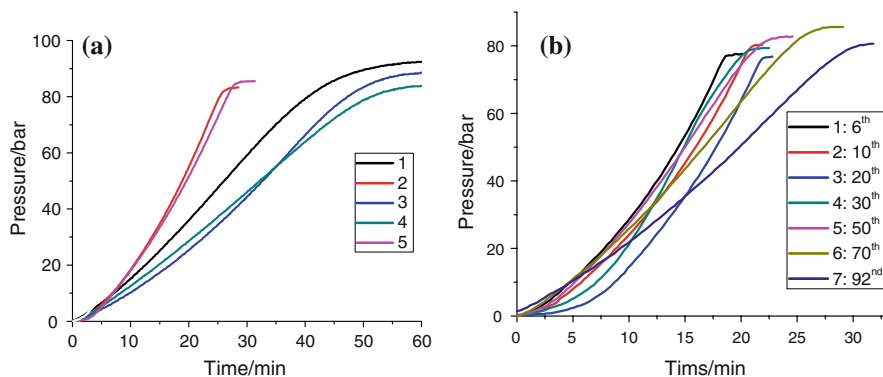 (a)
Pressure/bar
100
80
60
40
20
0
0 10 20 30 40 50 60
Time/min
1
2
3
4
5
(b)
Pressure/bar
80
60
40
20
0
0 5 10 15 20 25 30
Tims/min
1: 6th
2: 10th
3: 20th
4: 30th
5: 50th
6: 70th
7: 92nd